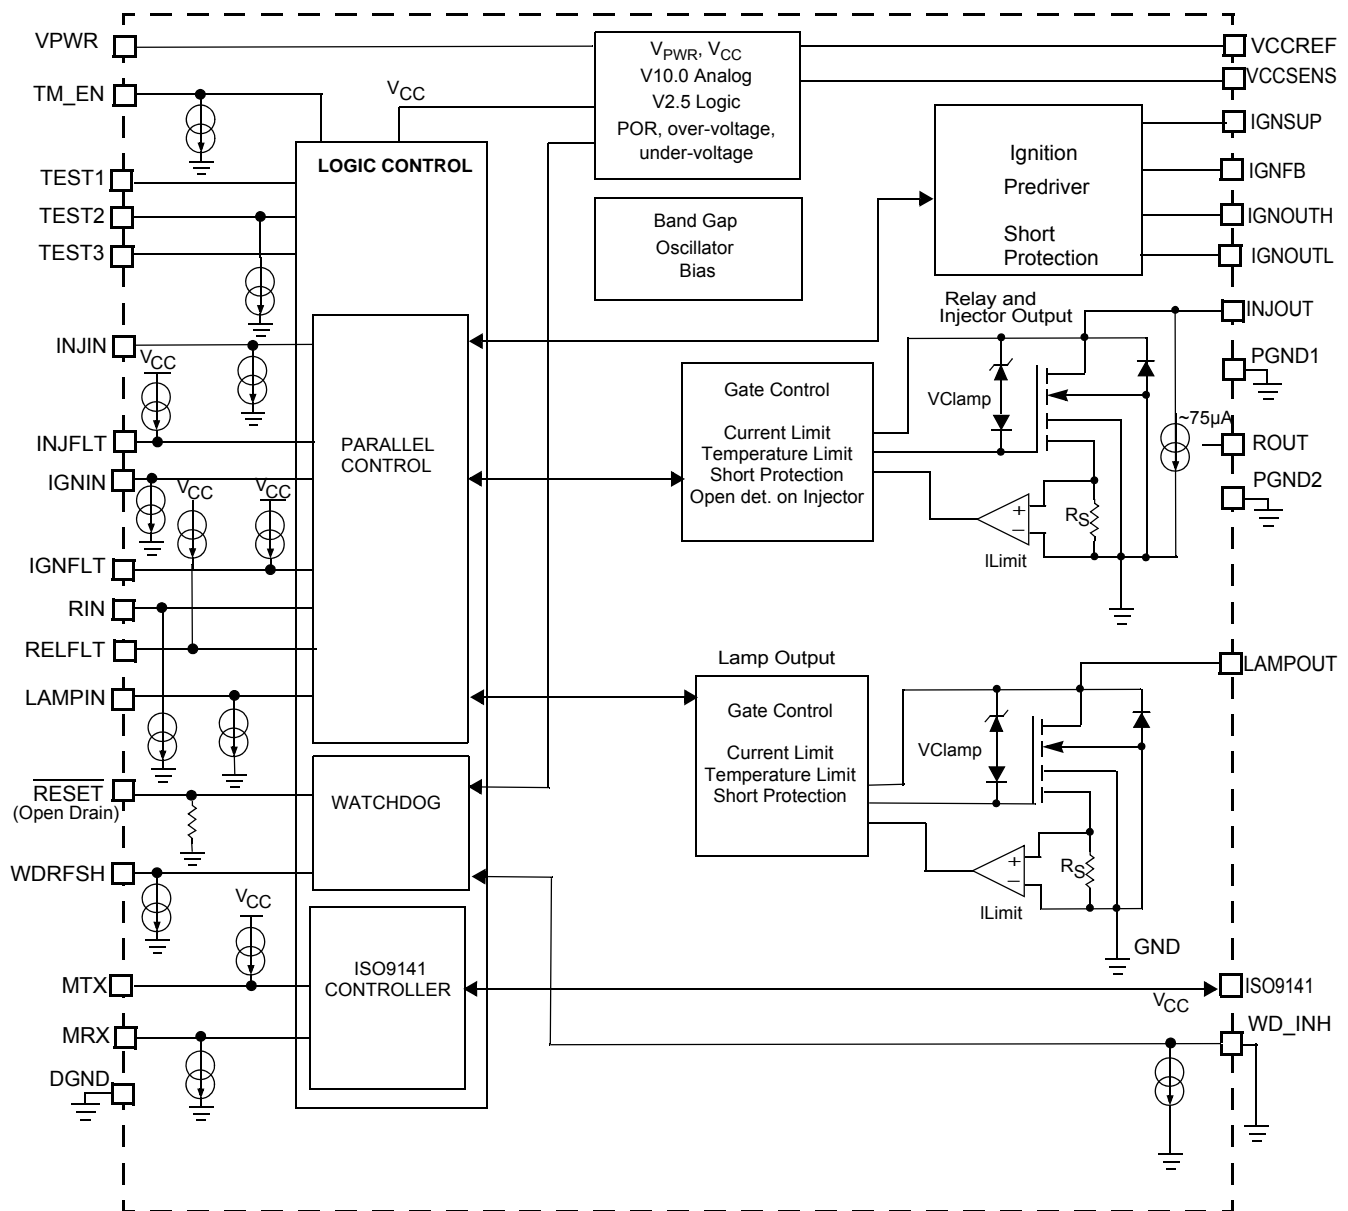 VPWR
TM_EN
TEST1
TEST2
TEST3
INJIN
VCC
INJFLT
IGNIN
VCC
VCC
IGNFLT
RIN
RELFLT
LAMPIN
RESET
(Open Drain)
WDRFSH
VCC
MTX
MRX
DGND
VCC
LOGIC CONTROL
PARALLEL
CONTROL
WATCHDOG
ISO9141
CONTROLLER
VPWR, VCC
V10.0 Analog
V2.5 Logic
POR, over-voltage,
under-voltage
Band Gap
Oscillator
Bias
Ignition
Predriver
Short
Protection
Relay and
Injector Output
Gate Control
Current Limit
Temperature Limit
Short Protection
Open det. on Injector
VClamp
+
–
RS
ILimit
~75µA
Lamp Output
Gate Control
Current Limit
Temperature Limit
Short Protection
VClamp
+
–
RS
ILimit
GND
VCC
VCCREF
VCCSENS
IGNSUP
IGNFB
IGNOUTH
IGNOUTL
INJOUT
PGND1
ROUT
PGND2
LAMPOUT
ISO9141
WD_INH